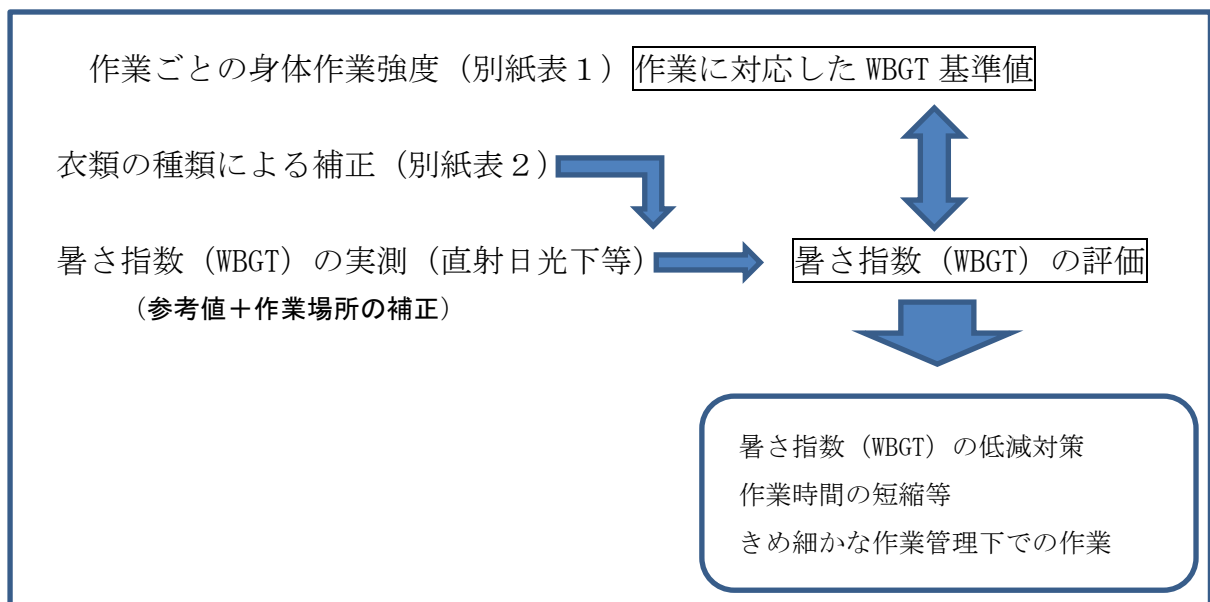 作業ごとの身体作業強度（別紙表１）作業に対応した WBGT 基準値
衣類の種類による補正（別紙表２）
暑さ指数（WBGT）の実測（直射日光下等） 暑さ指数（WBGT）の評価
（参考値＋作業場所の補正）
暑さ指数（WBGT）の低減対策
作業時間の短縮等
きめ細かな作業管理下での作業